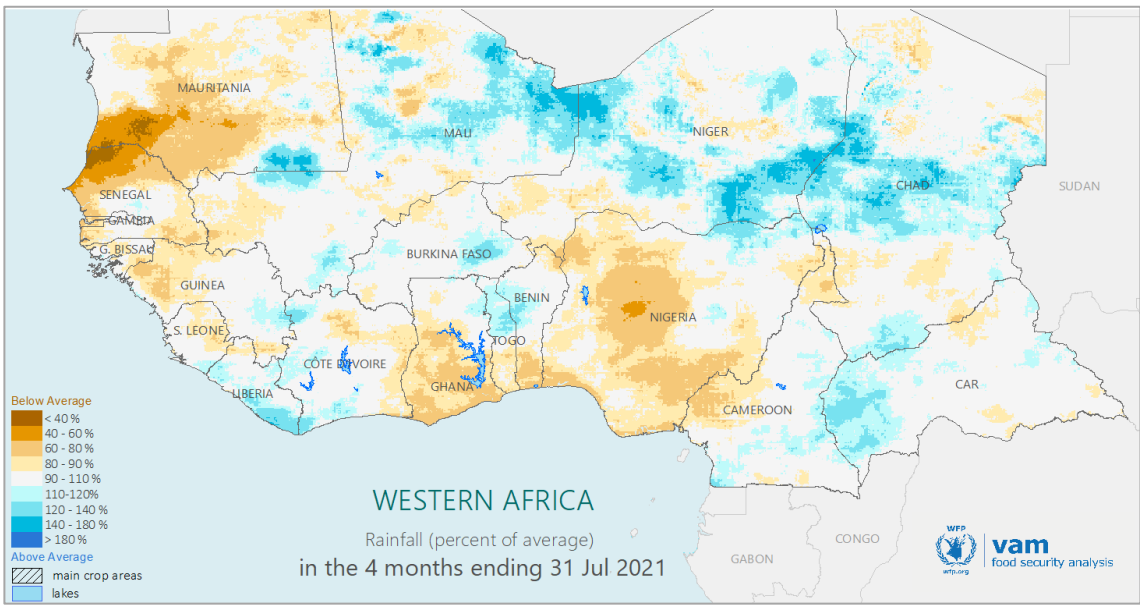 MAURITANIA
MALI
NIGER
CHAD
SUDAN
SENEGAL
GAMBIA
G. BISSAU
BURKINA FASO
GUINEA
BENIN
NIGERIA
S. LEONE
TOGO
CÔTE D'IVOIRE
GHANA
LIBERIA
CAMEROON
CAR
Below Average
< 40 %
40 - 60 %
60 - 80 %
80 - 90 %
90 - 110 %
110-120%
120 - 140 %
140 - 180 %
> 180 %
Above Average
main crop areas
lakes
WESTERN AFRICA
Rainfall (percent of average)
in the 4 months ending 31 Jul 2021
GABON
CONGO
WFP
wfp.org
vam
food security analysis